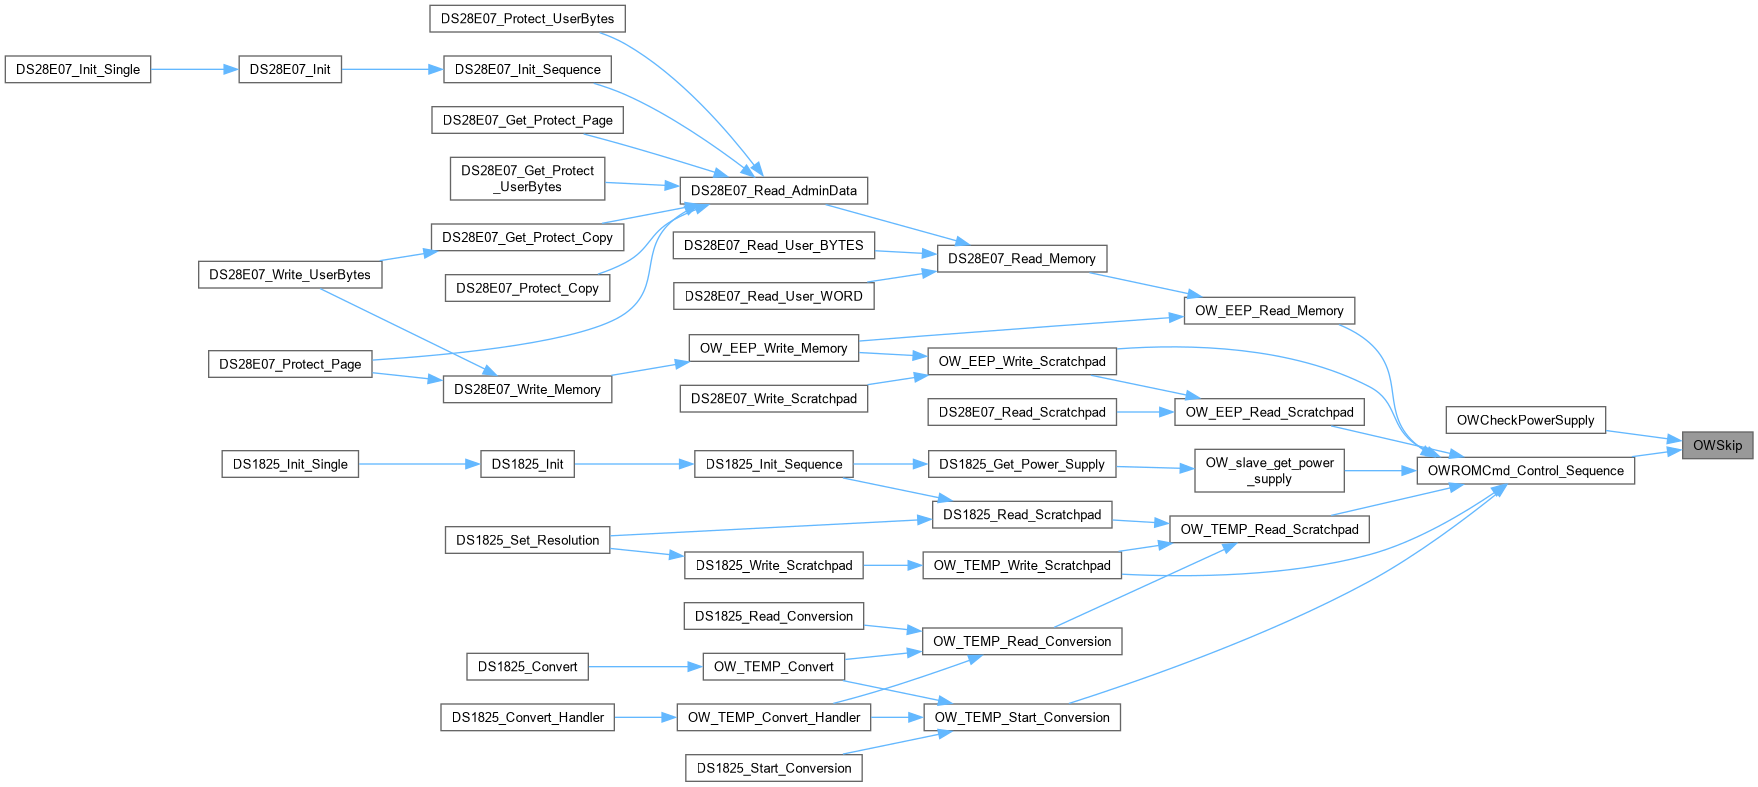 DS28E07_Protect_UserBytes
DS28E07_Init_Single
DS28E07_Init
DS28E07_Init_Sequence
DS28E07_Get_Protect_Page
DS28E07_Get_Protect
_UserBytes
DS28E07_Read_AdminData
DS28E07_Get_Protect_Copy
DS28E07_Read_User_BYTES
DS28E07_Read_Memory
DS28E07_Write_UserBytes
DS28E07_Protect_Copy
DS28E07_Read_User_WORD
OW_EEP_Read_Memory
OW_EEP_Write_Memory
DS28E07_Protect_Page
OW_EEP_Write_Scratchpad
DS28E07_Write_Memory
DS28E07_Write_Scratchpad
DS28E07_Read_Scratchpad
OW_EEP_Read_Scratchpad
OWCheckPowerSupply
OWSkip
DS1825_Init_Single
DS1825_Init
DS1825_Init_Sequence
DS1825_Get_Power_Supply
OW_slave_get_power
_supply
OWROMCmd_Control_Sequence
DS1825_Read_Scratchpad
OW_TEMP_Read_Scratchpad
DS1825_Set_Resolution
DS1825_Write_Scratchpad
OW_TEMP_Write_Scratchpad
DS1825_Read_Conversion
OW_TEMP_Read_Conversion
DS1825_Convert
OW_TEMP_Convert
DS1825_Convert_Handler
OW_TEMP_Convert_Handler
OW_TEMP_Start_Conversion
DS1825_Start_Conversion